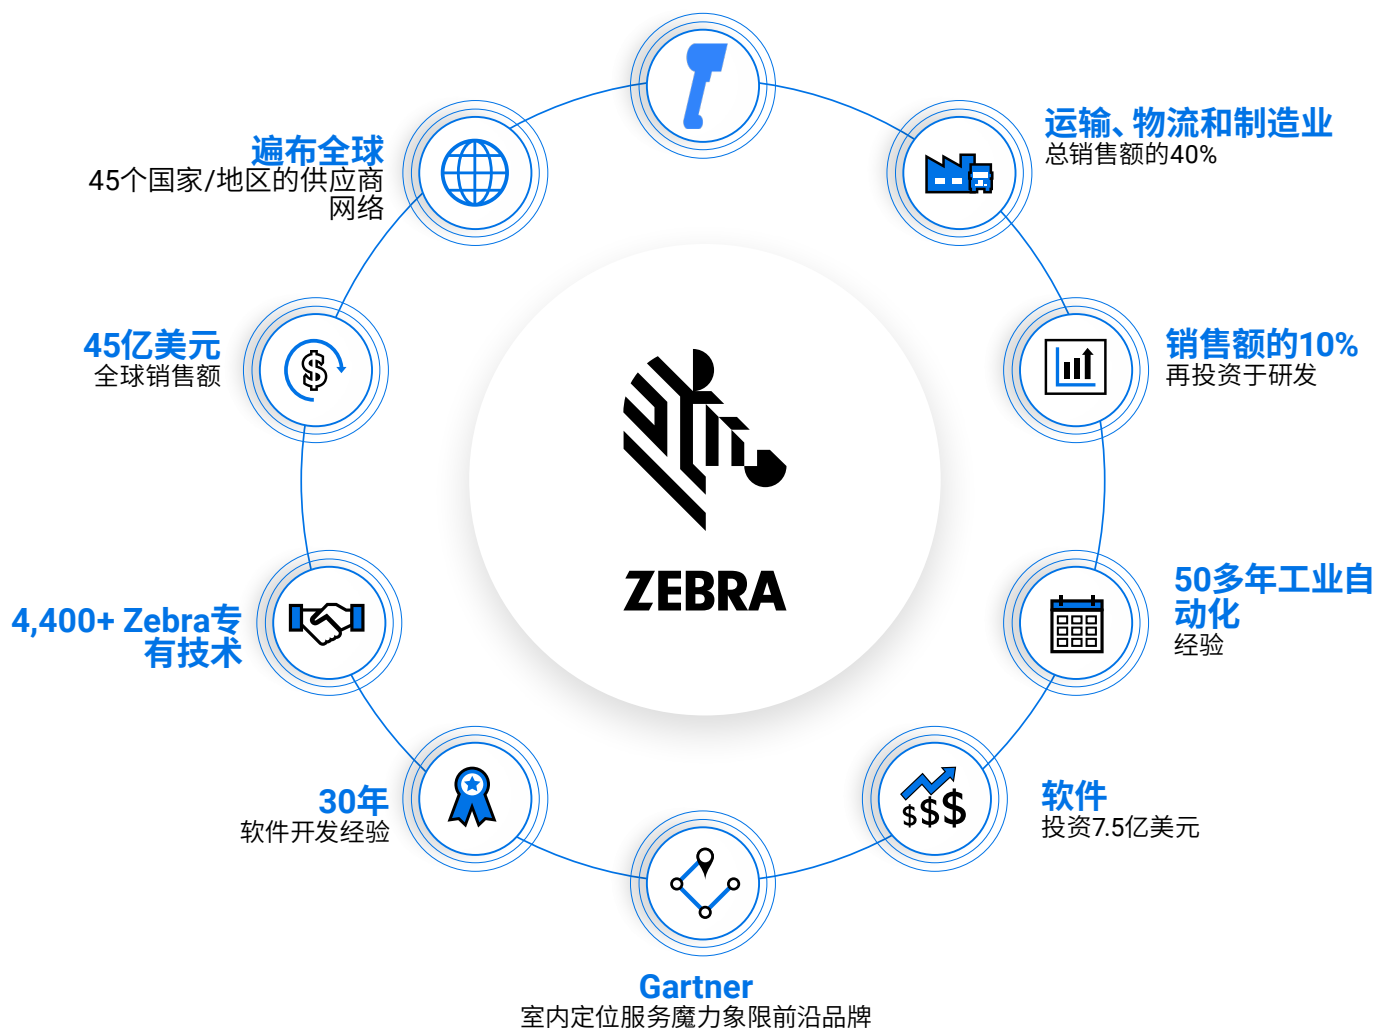 运输、物流和制造业
总销售额的40%
遍布全球
45个国家/地区的供应商
网络
销售额的10%
再投资于研发
45亿美元
全球销售额
ZEBRA
50多年工业自
动化
经验
4,400+ Zebra专
有技术
软件
投资7.5亿美元
30年
软件开发经验
Gartner
室内定位服务魔力象限前沿品牌